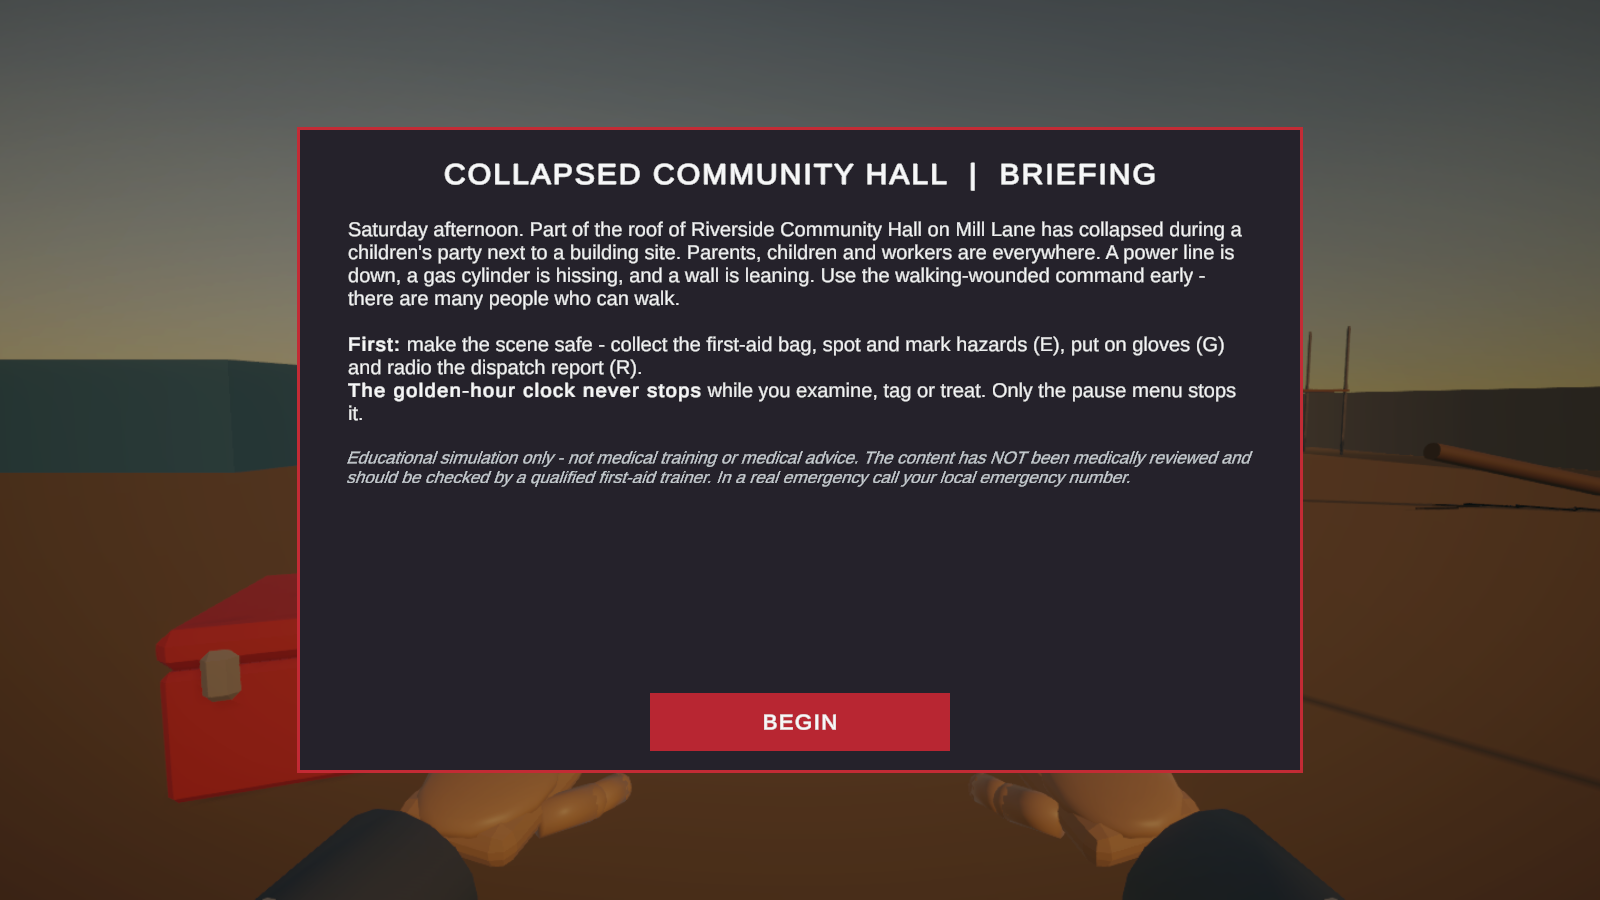 COLLAPSED COMMUNITY HALL | BRIEFING
Saturday afternoon. Part of the roof of Riverside Community Hall on Mill Lane has collapsed during a
children's party next to a building site. Parents, children and workers are everywhere. A power line is
down, a gas cylinder is hissing, and a wall is leaning. Use the walking-wounded command early -
there are many people who can walk.
First: make the scene safe - collect the first-aid bag, spot and mark hazards (E), put on gloves (G)
and radio the dispatch report (R).
The golden-hour clock never stops while you examine, tag or treat. Only the pause menu stops
it.
Educational simulation only - not medical training or medical advice. The content has NOT been medically reviewed and
should be checked by a qualified first-aid trainer. In a real emergency call your local emergency number.
BEGIN